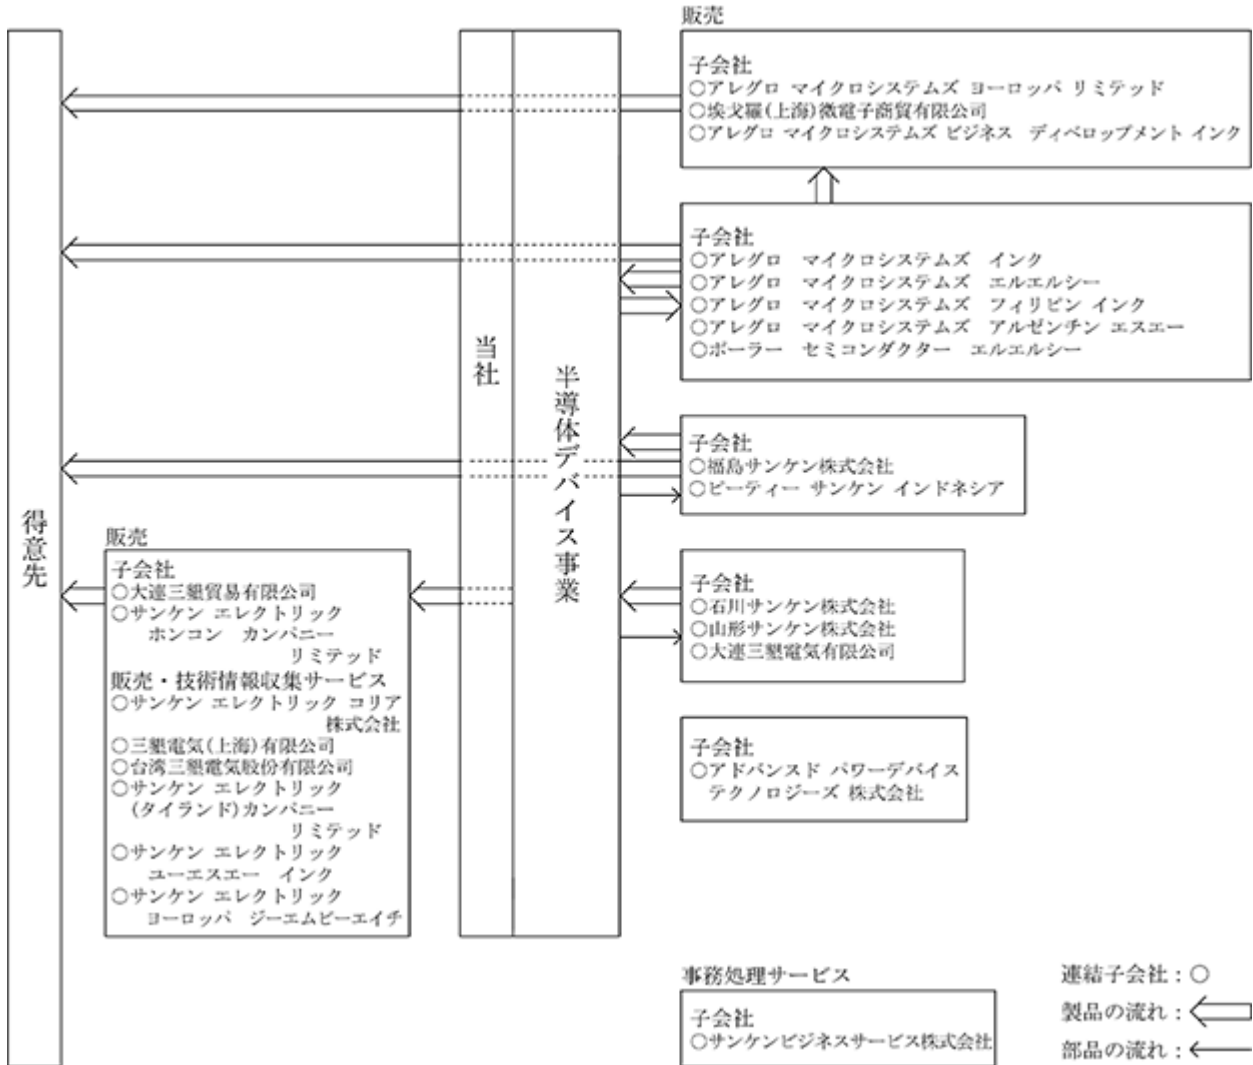 販売
子会社
○アレグロ マイクロシステムズ ヨーロッパ リミテッド
○埃戈羅(上海)微電子商貿有限公司
○アレグロ マイクロシステムズ ビジネス ディベロップメント インク
子会社
○アレグロ マイクロシステムズ インク
○アレグロ マイクロシステムズ エルエルシー
○アレグロ マイクロシステムズ フィリピン インク
○アレグロ マイクロシステムズ アルゼンチン エスエー
○ポーラー セミコンダクター エルエルシー
当社
半導体デバイス事業
子会社
○福島サンケン株式会社
○ピーティー サンケン インドネシア
得意先
販売
子会社
○大連三墾貿易有限公司
○サンケン エレクトリック
ホンコン カンパニー
リミテッド
販売・技術情報収集サービス
○サンケン エレクトリック コリア
株式会社
○三墾電気(上海)有限公司
○台湾三墾電気股份有限公司
○サンケン エレクトリック
(タイランド)カンパニー
リミテッド
○サンケン エレクトリック
ユーエスエー インク
○サンケン エレクトリック
ヨーロッパ ジーエムビーエイチ
子会社
○石川サンケン株式会社
○山形サンケン株式会社
○大連三墾電気有限公司
子会社
○アドバンスド パワーデバイス
テクノロジーズ 株式会社
事務処理サービス
子会社
○サンケンビジネスサービス株式会社
連結子会社：○
製品の流れ：
部品の流れ：